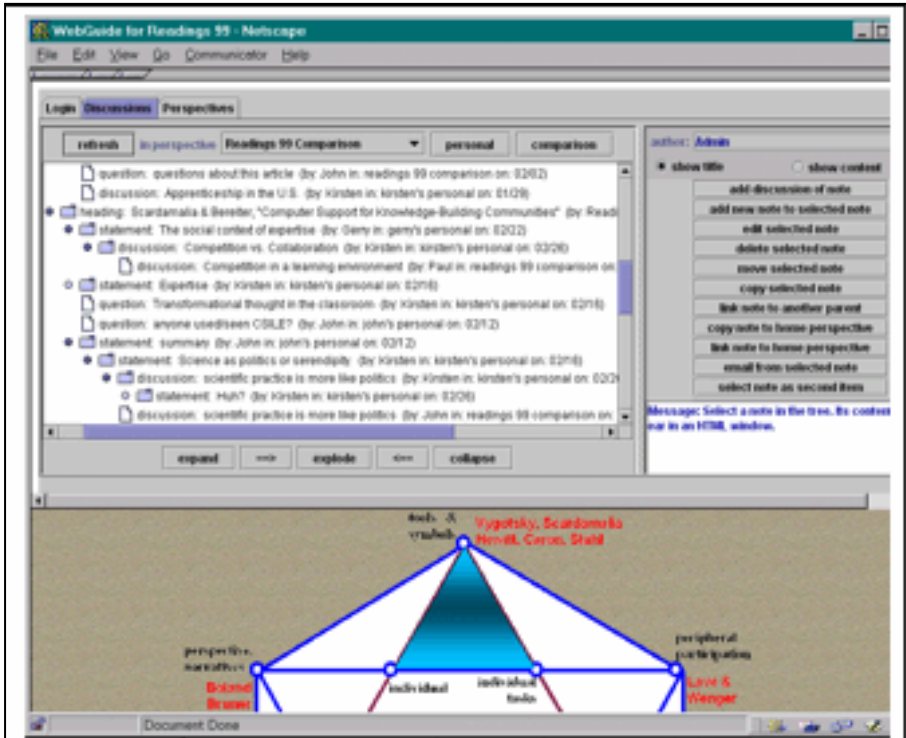 WebGuide for Readings 99 - Netscape
File Edit View Go Communicator Help
Login Discussions Perspectives
refresh in perspective Readings 99 Comparison personal comparison
question: questions about this article (by: John in: readings 99 comparison on: 02/02)
discussion: Apprenticeship in the U.S. (by: Kirsten in: kirsten's personal on: 01/29)
heading: Scardamalia & Bereiter, "Computer Support for Knowledge-Building Communities" (by: Readi
statement: The social context of expertise (by: Gerry in: gerry's personal on: 02/22)
discussion: Competition vs. Collaboration (by: Kirsten in: kirsten's personal on: 02/26)
discussion: Competition in a learning environment (by: Paul in: readings 99 comparison on:
statement: Expertise (by: Kirsten in: kirsten's personal on: 02/16)
question: Transformational thought in the classroom (by: Kirsten in: kirsten's personal on: 02/16)
question: anyone used/seen CSILE? (by: John in: john's personal on: 02/12)
statement: summary (by: John in: john's personal on: 02/12)
statement: Science as politics or serendipity (by: Kirsten in: kirsten's personal on: 02/16)
discussion: scientific practice is more like politics (by: Kirsten in: kirsten's personal on: 02/2
statement: Huh? (by: Kirsten in: kirsten's personal on: 02/26)
discussion: scientific practice is more like politics (by: John in: readings 99 comparison on:
expand ==> explode <== collapse
author: Admin
show title show content
add discussion of note
add new note to selected note
edit selected note
delete selected note
move selected note
copy selected note
link note to another parent
copy note to home perspective
link note to home perspective
email from selected note
select note as second item
Message: Select a note in the tree. Its content
ear in an HTML window.
tools &
symbols
Vygotsky, Scardamalia
Hewitt, Caron, Stahl
perspective
narratives
Boland
Bruner
individual
individual
tasks
peripheral
participation
Lave &
Wenger
Document Done